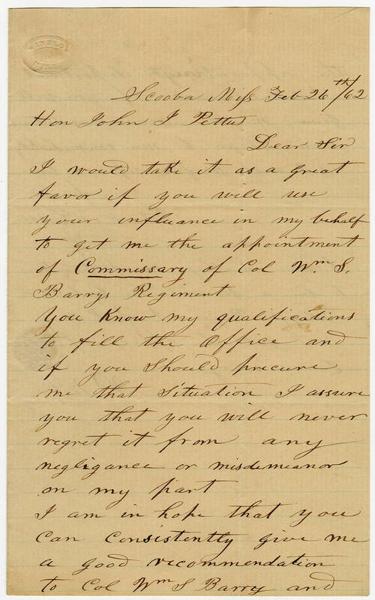 Scooba Miss Feb 26th/62
Hon John J Pettus
Dear Sir
I would take it as a great
favor if you will use
your influance in my behalf
to get me the appointment
of Commissary of Col Wm. S.
Barrys Regiment
You Know my qualifications
to fill the Office and
if you Should procure
me that Situation I assure
you that you will never
regret it from any
negligance or misdemeanor
on my part
I am in hope that you
can Consistently give me
a good recommendation
to Col Wm S Barry and